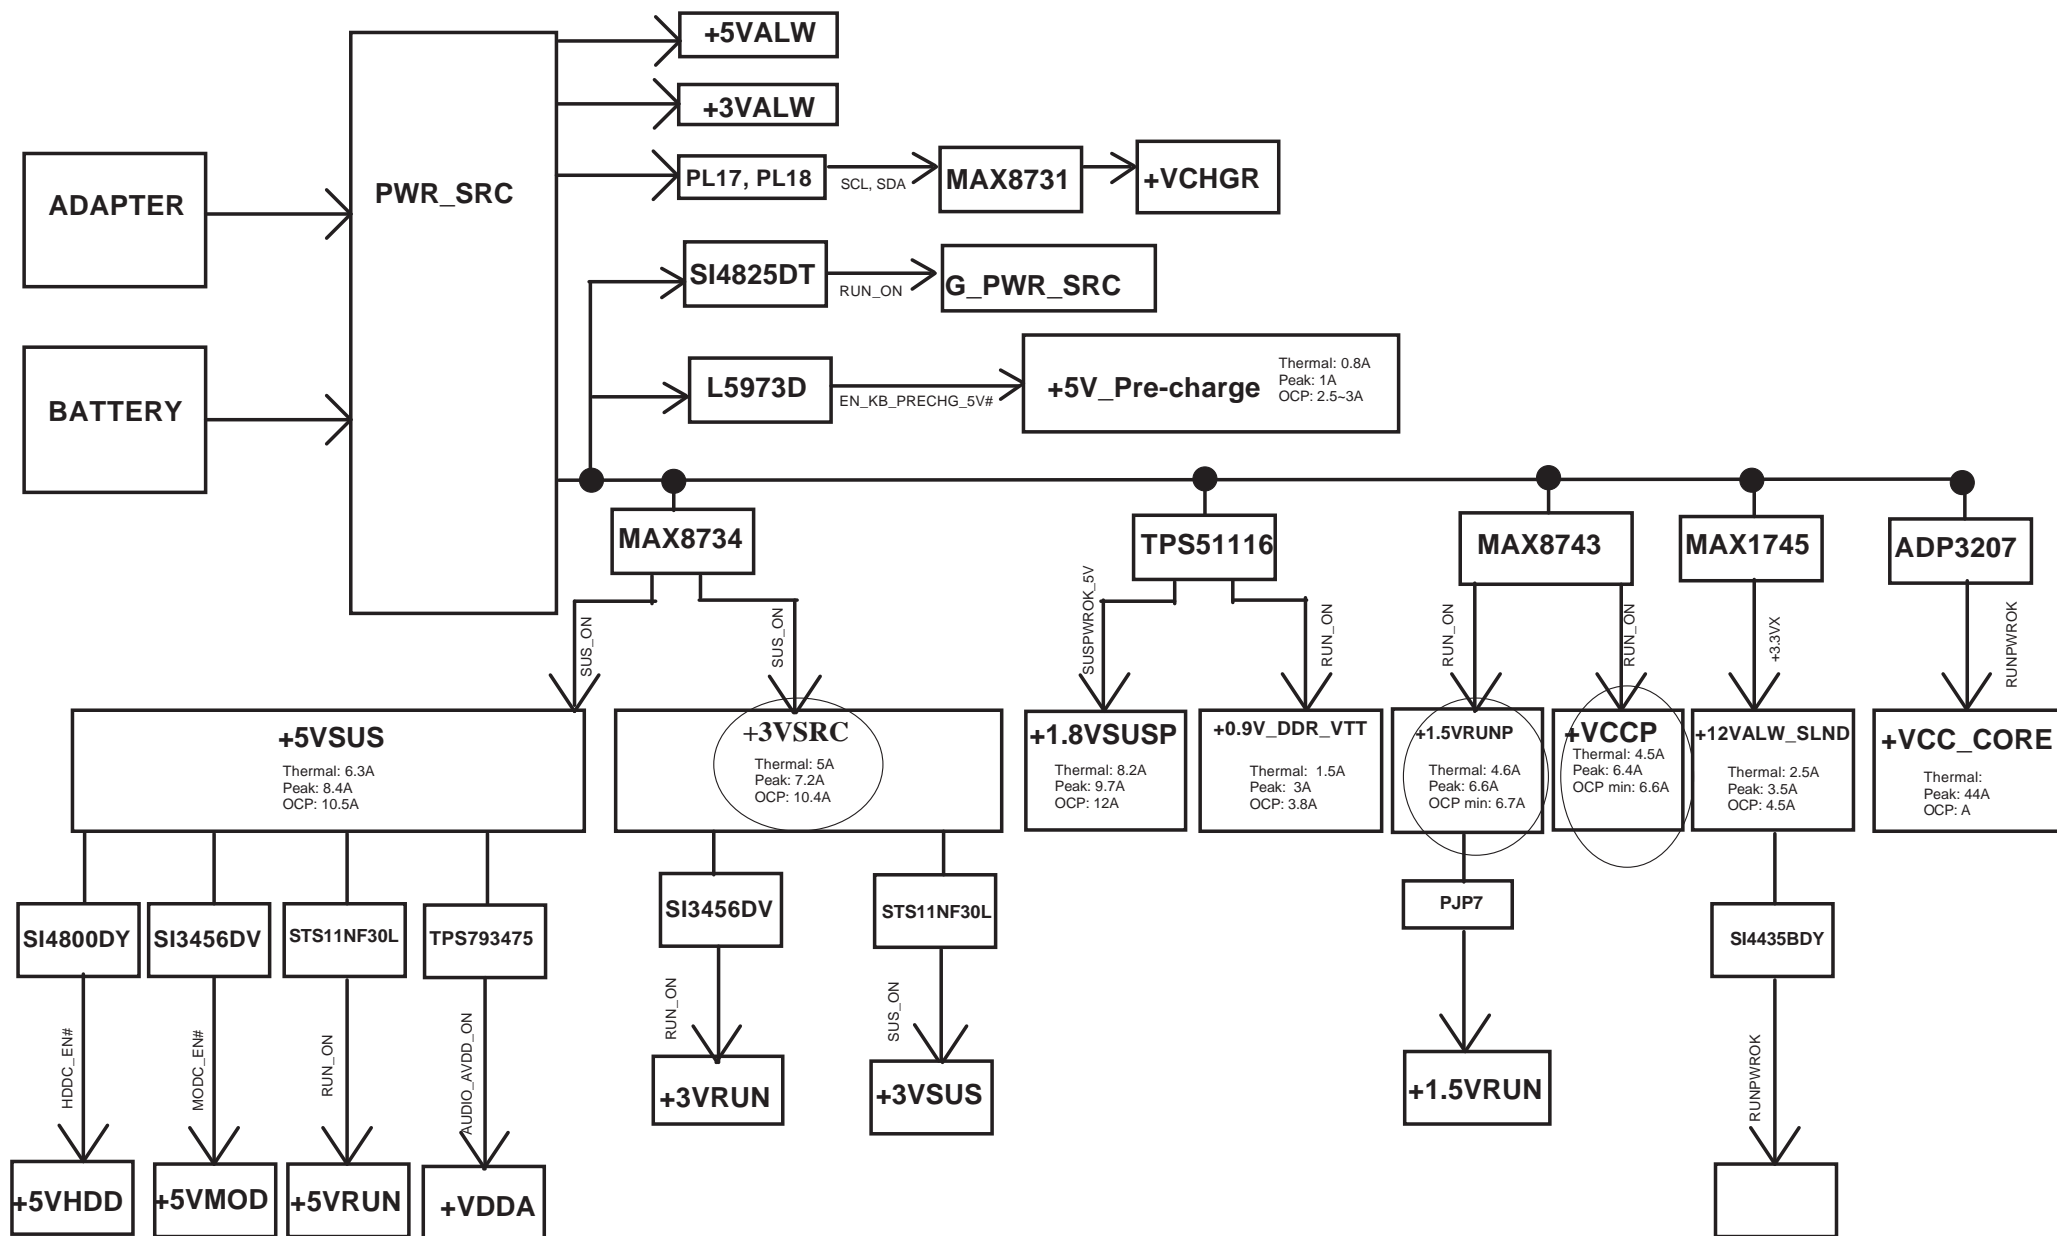 +5VALW
+3VALW
ADAPTER
PWR_SRC
PL17, PL18
SCL, SDA
MAX8731
+VCHGR
SI4825DT
RUN_ON
G_PWR_SRC
BATTERY
L5973D
EN_KB_PRECHG_5V#
+5V_Pre-charge
Thermal: 0.8A
Peak: 1A
OCP: 2.5~3A
MAX8734
TPS51116
MAX8743
MAX1745
ADP3207
SUS_ON
SUS_ON
SUSPWROK_5V
RUN_ON
RUN_ON
RUN_ON
+3.3VX
RUNPWROK
+5VSUS
Thermal: 6.3A
Peak: 8.4A
OCP: 10.5A
+3VSRC
Thermal: 5A
Peak: 7.2A
OCP: 10.4A
+1.8VSUSP
Thermal: 8.2A
Peak: 9.7A
OCP: 12A
+0.9V_DDR_VTT
Thermal: 1.5A
Peak: 3A
OCP: 3.8A
+1.5VRUNP
Thermal: 4.6A
Peak: 6.6A
OCP min: 6.7A
+VCCP
Thermal: 4.5A
Peak: 6.4A
OCP min: 6.6A
+12VALW_SLND
Thermal: 2.5A
Peak: 3.5A
OCP: 4.5A
+VCC_CORE
Thermal:
Peak: 44A
OCP: A
SI4800DY
SI3456DV
STS11NF30L
TPS793475
SI3456DV
STS11NF30L
PJP7
SI4435BDY
HDDC_EN#
MODC_EN#
RUN_ON
AUDIO_AVDD_ON
RUN_ON
SUS_ON
RUNPWROK
+3VRUN
+3VSUS
+1.5VRUN
+5VHDD
+5VMOD
+5VRUN
+VDDA